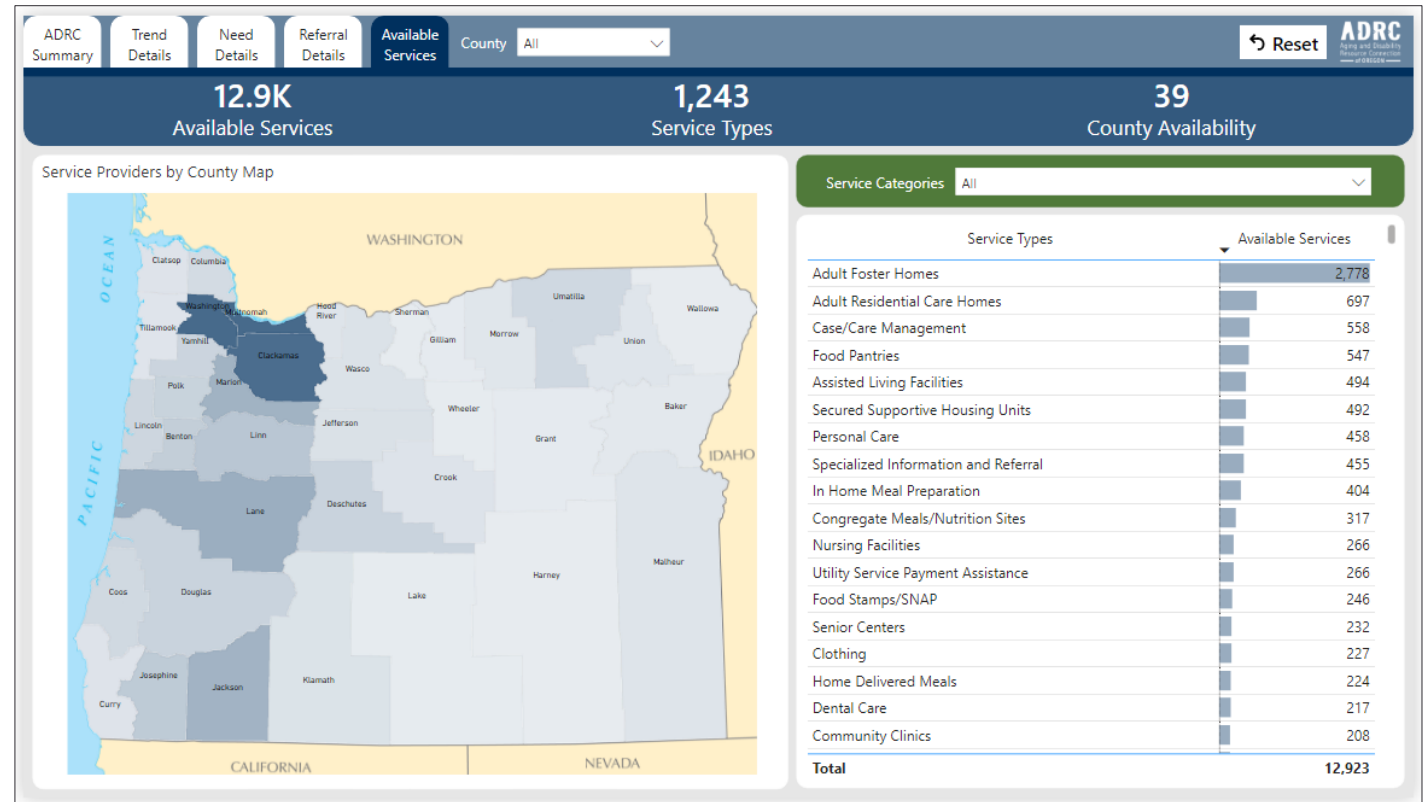 ADRC Summary
Trend Details
Need Details
Referral Details
Available Services
County All
Reset
ADRC
Aging and Disability
Resource Connection
of OREGON
12.9K
Available Services
1,243
Service Types
39
County Availability
Service Providers by County Map
WASHINGTON
OCEAN
PACIFIC
IDAHO
CALIFORNIA
NEVADA
Clatsop
Columbia
Washington
Multnomah
Hood River
Sherman
Umatilla
Wallowa
Tillamook
Yamhill
Clackamas
Gilliam
Morrow
Union
Wasco
Polk
Marion
Wheeler
Baker
Lincoln
Benton
Linn
Jefferson
Grant
Crook
Lane
Deschutes
Malheur
Harney
Coos
Douglas
Lake
Josephine
Jackson
Klamath
Curry
Service Categories All
Service Types Available Services
Adult Foster Homes 2,778
Adult Residential Care Homes 697
Case/Care Management 558
Food Pantries 547
Assisted Living Facilities 494
Secured Supportive Housing Units 492
Personal Care 458
Specialized Information and Referral 455
In Home Meal Preparation 404
Congregate Meals/Nutrition Sites 317
Nursing Facilities 266
Utility Service Payment Assistance 266
Food Stamps/SNAP 246
Senior Centers 232
Clothing 227
Home Delivered Meals 224
Dental Care 217
Community Clinics 208
Total 12,923